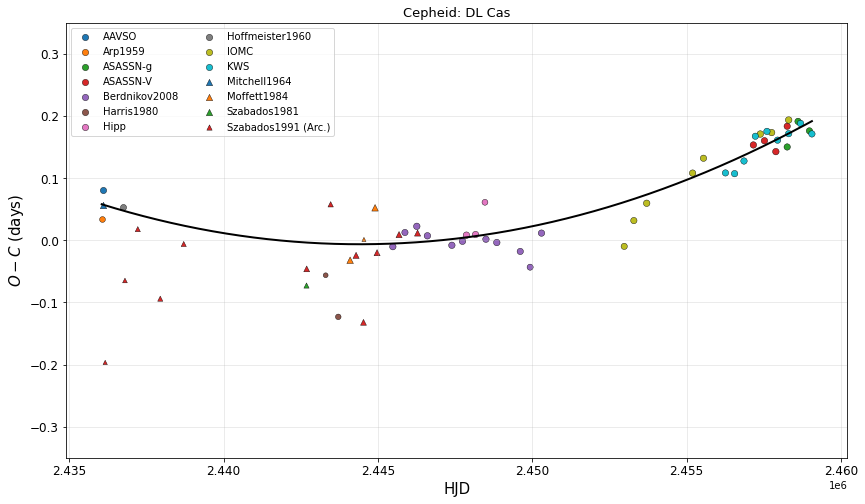 Cepheid: DL Cas
AAVSO
Arp1959
ASASSN-g
ASASSN-V
Berdnikov2008
Harris1980
Hipp
Hoffmeister1960
IOMC
KWS
Mitchell1964
Moffett1984
Szabados1981
Szabados1991 (Arc.)
O − C (days)
0.3
0.2
0.1
0.0
−0.1
−0.2
−0.3
2.435
2.440
2.445
2.450
2.455
2.460
1e6
HJD